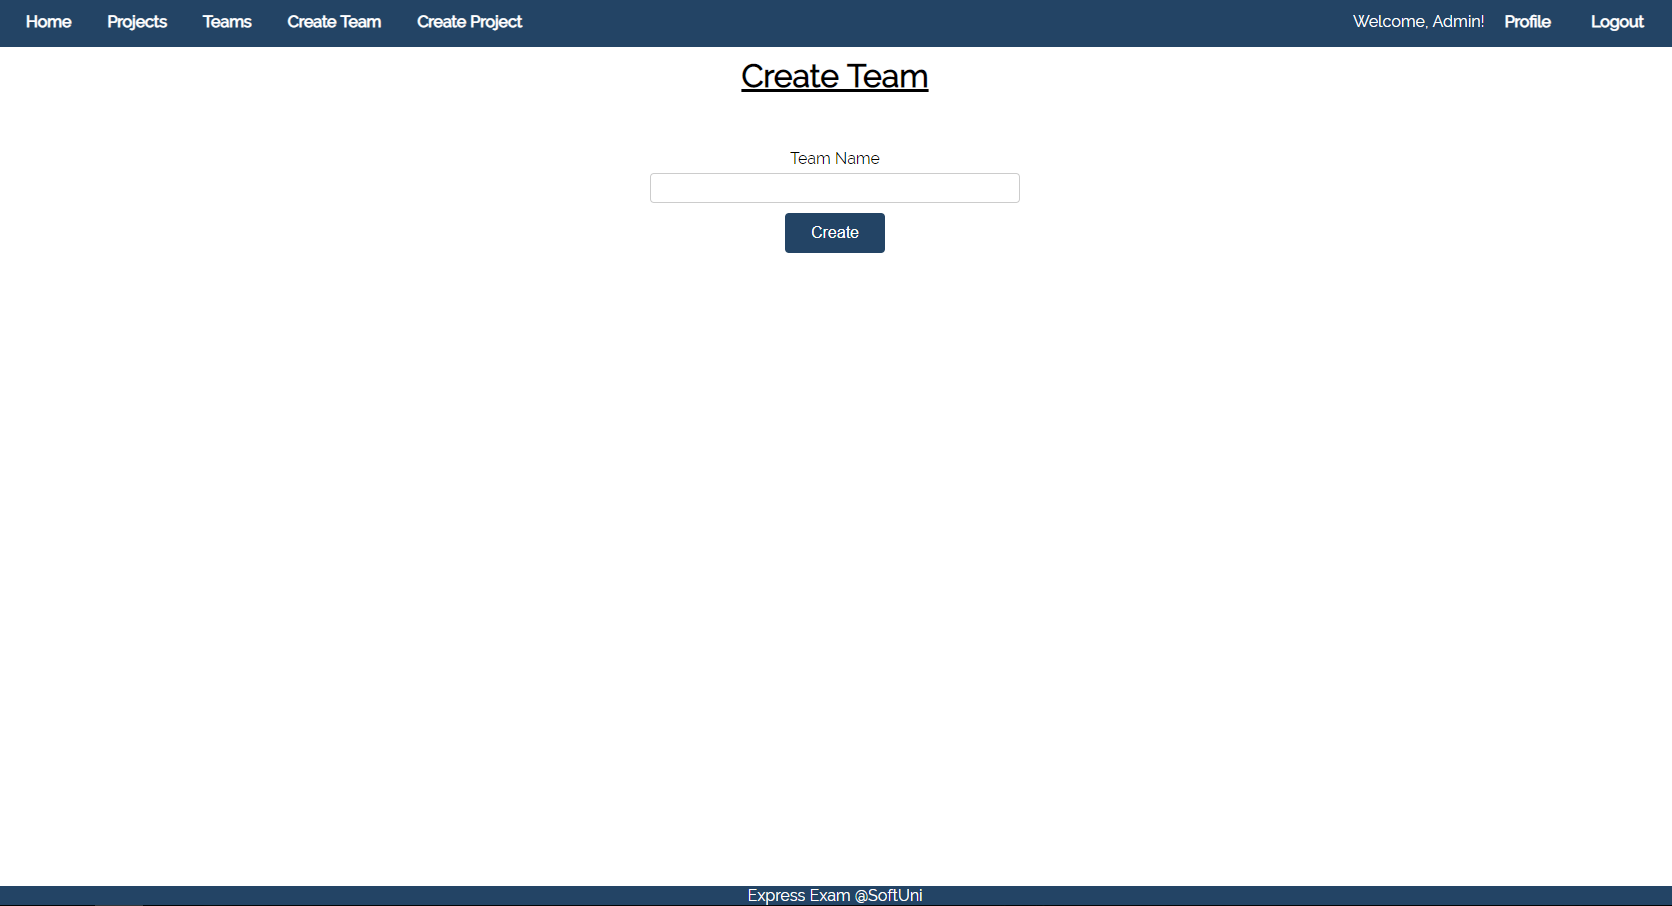 Home Projects Teams Create Team Create Project Welcome, Admin! Profile Logout
Create Team
Team Name
Create
Express Exam @SoftUni